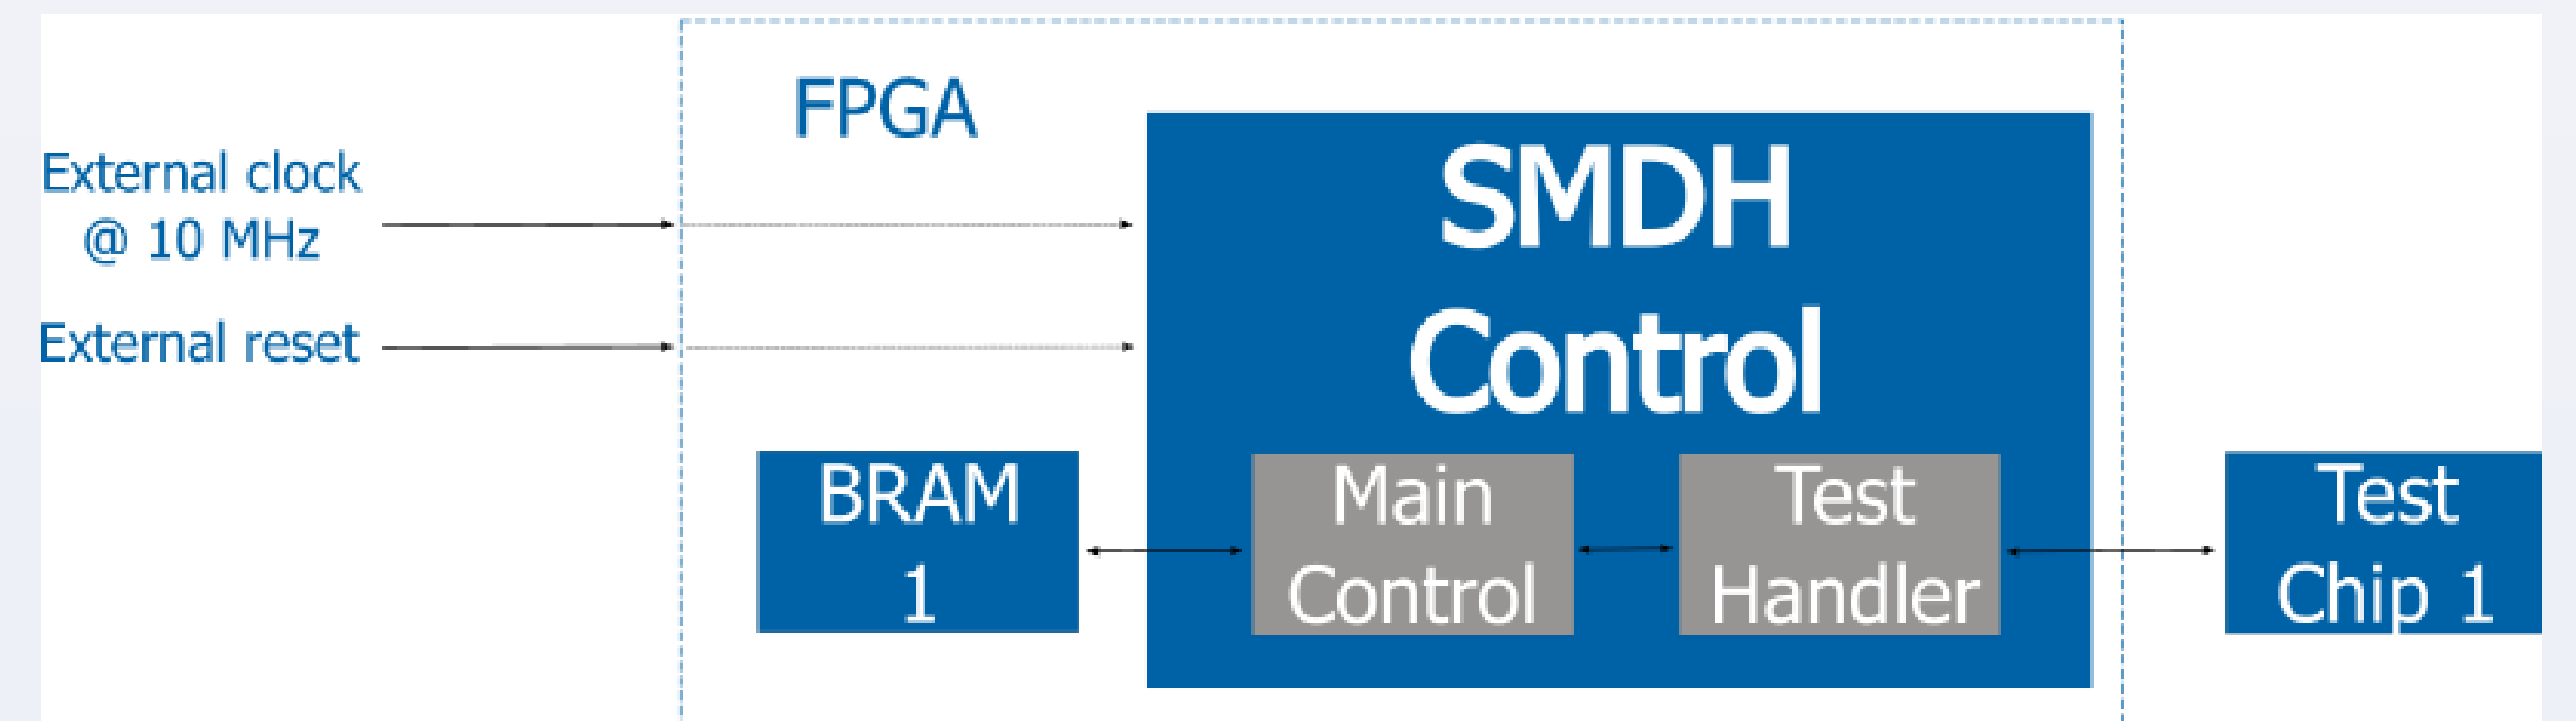 FPGA
External clock
@ 10 MHz
External reset
SMDH
Control
BRAM
1
Main
Control
Test
Handler
Test
Chip 1